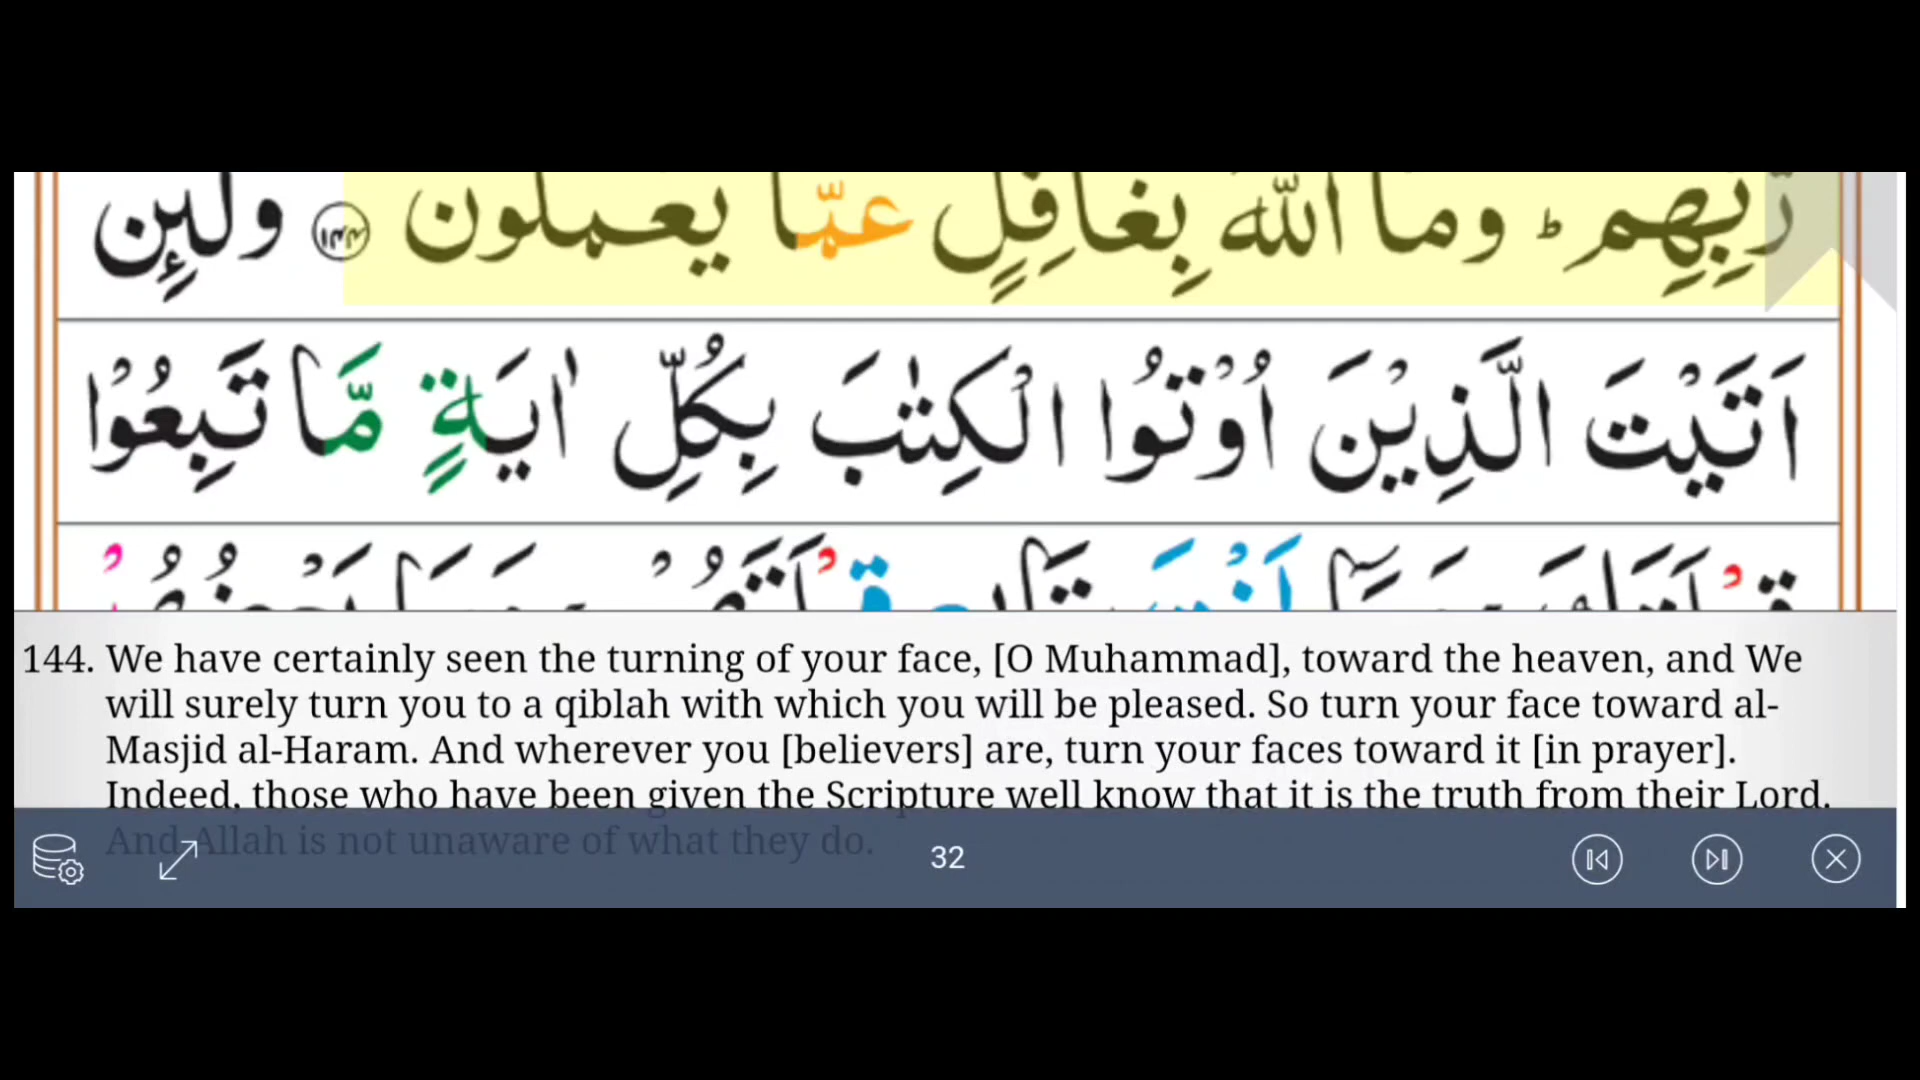 رَّبِّهِمْ ؕ وَمَا اللّٰهُ بِغَافِلٍ عَمَّا يَعْمَلُوْنَ ﴿۱۴۴﴾ وَلَئِنْ
اَتَيْتَ الَّذِيْنَ اُوْتُوا الْكِتٰبَ بِكُلِّ اٰيَةٍ مَّا تَبِعُوْا
144. We have certainly seen the turning of your face, [O Muhammad], toward the heaven, and We
will surely turn you to a qiblah with which you will be pleased. So turn your face toward al-
Masjid al-Haram. And wherever you [believers] are, turn your faces toward it [in prayer].
Indeed, those who have been given the Scripture well know that it is the truth from their Lord.
And Allah is not unaware of what they do.
32